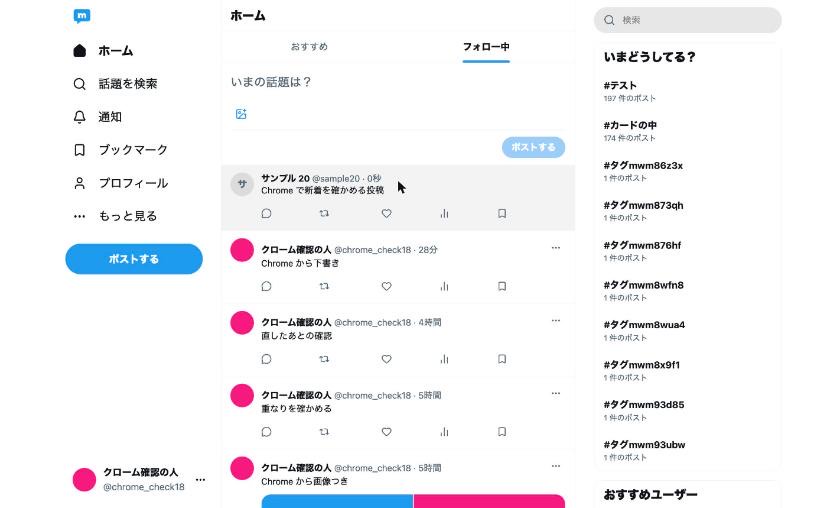 m
ホーム
話題を検索
通知
ブックマーク
プロフィール
もっと見る
ポストする
クローム確認の人
@chrome_check18
ホーム
おすすめ
フォロー中
いまの話題は？
ポストする
サ
サンプル 20 @sample20 · 0秒
Chrome で新着を確かめる投稿
クローム確認の人 @chrome_check18 · 28分
Chrome から下書き
クローム確認の人 @chrome_check18 · 4時間
直したあとの確認
クローム確認の人 @chrome_check18 · 5時間
重なりを確かめる
クローム確認の人 @chrome_check18 · 5時間
Chrome から画像つき
検索
いまどうしてる？
#テスト
197 件のポスト
#カードの中
174 件のポスト
#タグmwm86z3x
1 件のポスト
#タグmwm873qh
1 件のポスト
#タグmwm876hf
1 件のポスト
#タグmwm8wfn8
1 件のポスト
#タグmwm8wua4
1 件のポスト
#タグmwm8x9f1
1 件のポスト
#タグmwm93d85
1 件のポスト
#タグmwm93ubw
1 件のポスト
おすすめユーザー